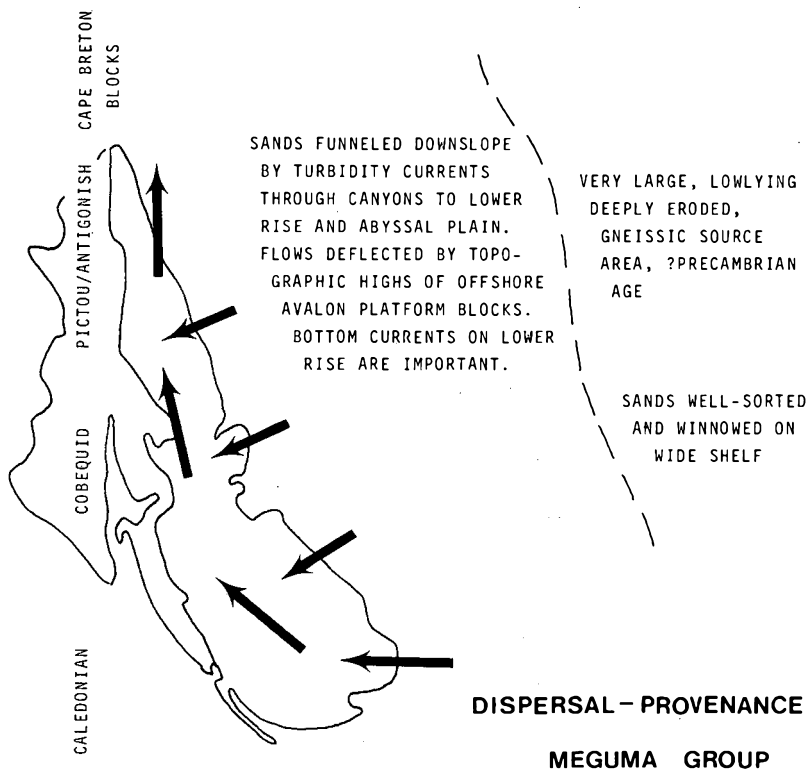 CAPE BRETON
BLOCKS
PICTOU/ANTIGONISH
COBEQUID
CALEDONIAN
SANDS FUNNELED DOWNSLOPE
BY TURBIDITY CURRENTS
THROUGH CANYONS TO LOWER
RISE AND ABYSSAL PLAIN.
FLOWS DEFLECTED BY TOPO-
GRAPHIC HIGHS OF OFFSHORE
AVALON PLATFORM BLOCKS.
BOTTOM CURRENTS ON LOWER
RISE ARE IMPORTANT.
VERY LARGE, LOWLYING
DEEPLY ERODED,
GNEISSIC SOURCE
AREA, ?PRECAMBRIAN
AGE
SANDS WELL-SORTED
AND WINNOWED ON
WIDE SHELF
DISPERSAL-PROVENANCE
MEGUMA GROUP